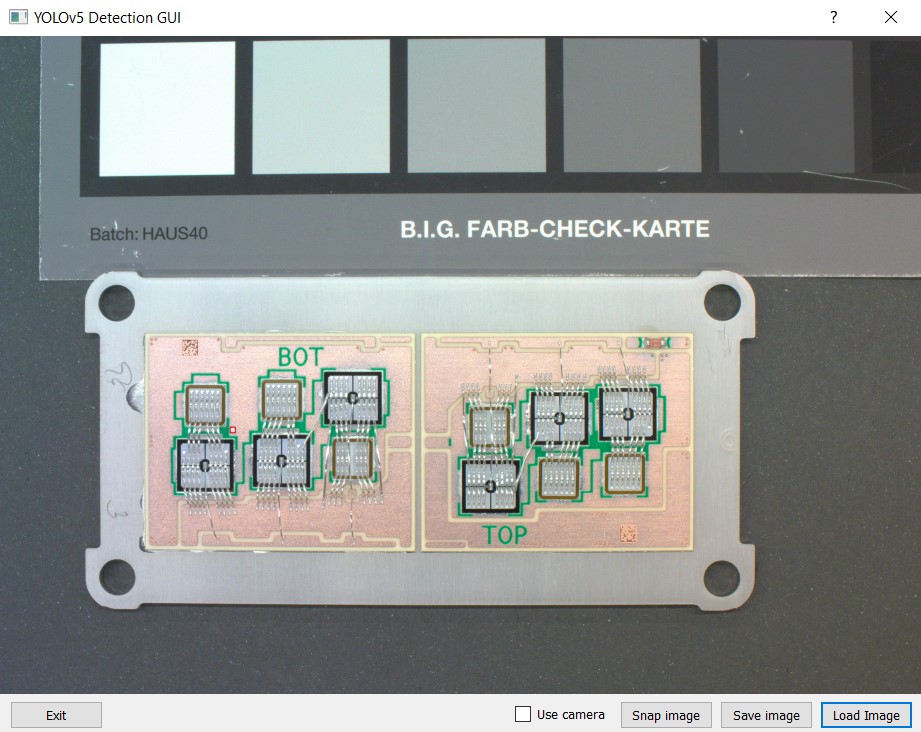 YOLOv5 Detection GUI
Batch: HAUS40
B.I.G. FARB-CHECK-KARTE
BOT
TOP
3
Exit
Use camera
Snap image
Save image
Load Image